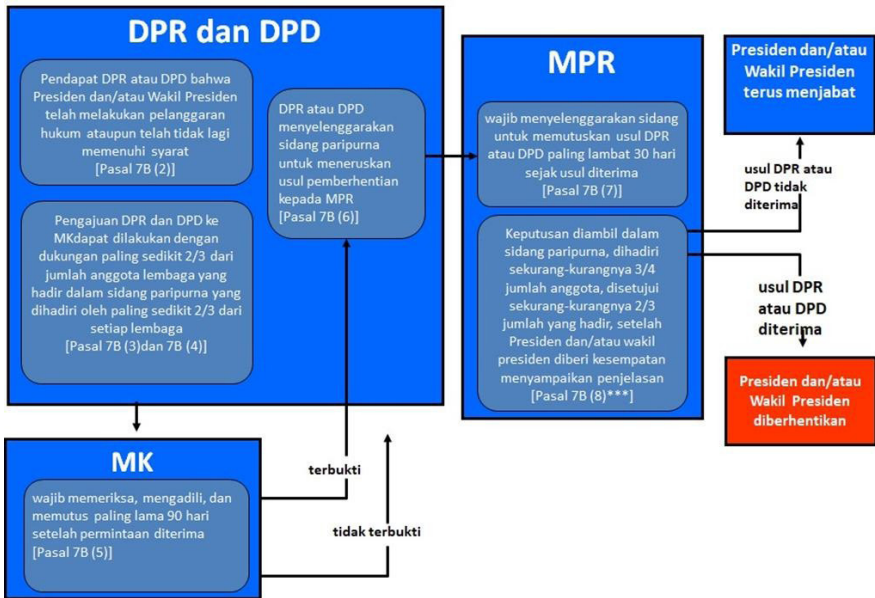 DPR dan DPD
Pendapat DPR atau DPD bahwa
Presiden dan/atau Wakil Presiden
telah melakukan pelanggaran
hukum ataupun telah tidak lagi
memenuhi syarat
[Pasal 7B (2)]
Pengajuan DPR dan DPD ke
MKdapat dilakukan dengan
dukungan paling sedikit 2/3 dari
jumlah anggota lembaga yang
hadir dalam sidang paripurna yang
dihadiri oleh paling sedikit 2/3 dari
setiap lembaga
[Pasal 7B (3)dan 7B (4)]
DPR atau DPD
menyelenggarakan
sidang paripurna
untuk meneruskan
usul pemberhentian
kepada MPR
[Pasal 7B (6)]
MK
wajib memeriksa, mengadili, dan
memutus paling lama 90 hari
setelah permintaan diterima
[Pasal 7B (5)]
terbukti
tidak terbukti
MPR
wajib menyelenggarakan sidang
untuk memutuskan usul DPR
atau DPD paling lambat 30 hari
sejak usul diterima
[Pasal 7B (7)]
Keputusan diambil dalam
sidang paripurna, dihadiri
sekurang-kurangnya 3/4
jumlah anggota, disetujui
sekurang-kurangnya 2/3
jumlah yang hadir, setelah
Presiden dan/atau wakil
presiden diberi kesempatan
menyampaikan penjelasan
[Pasal 7B (8)***]
Presiden dan/atau
Wakil Presiden
terus menjabat
usul DPR atau
DPD tidak
diterima
usul DPR
atau DPD
diterima
Presiden dan/atau
Wakil Presiden
diberhentikan